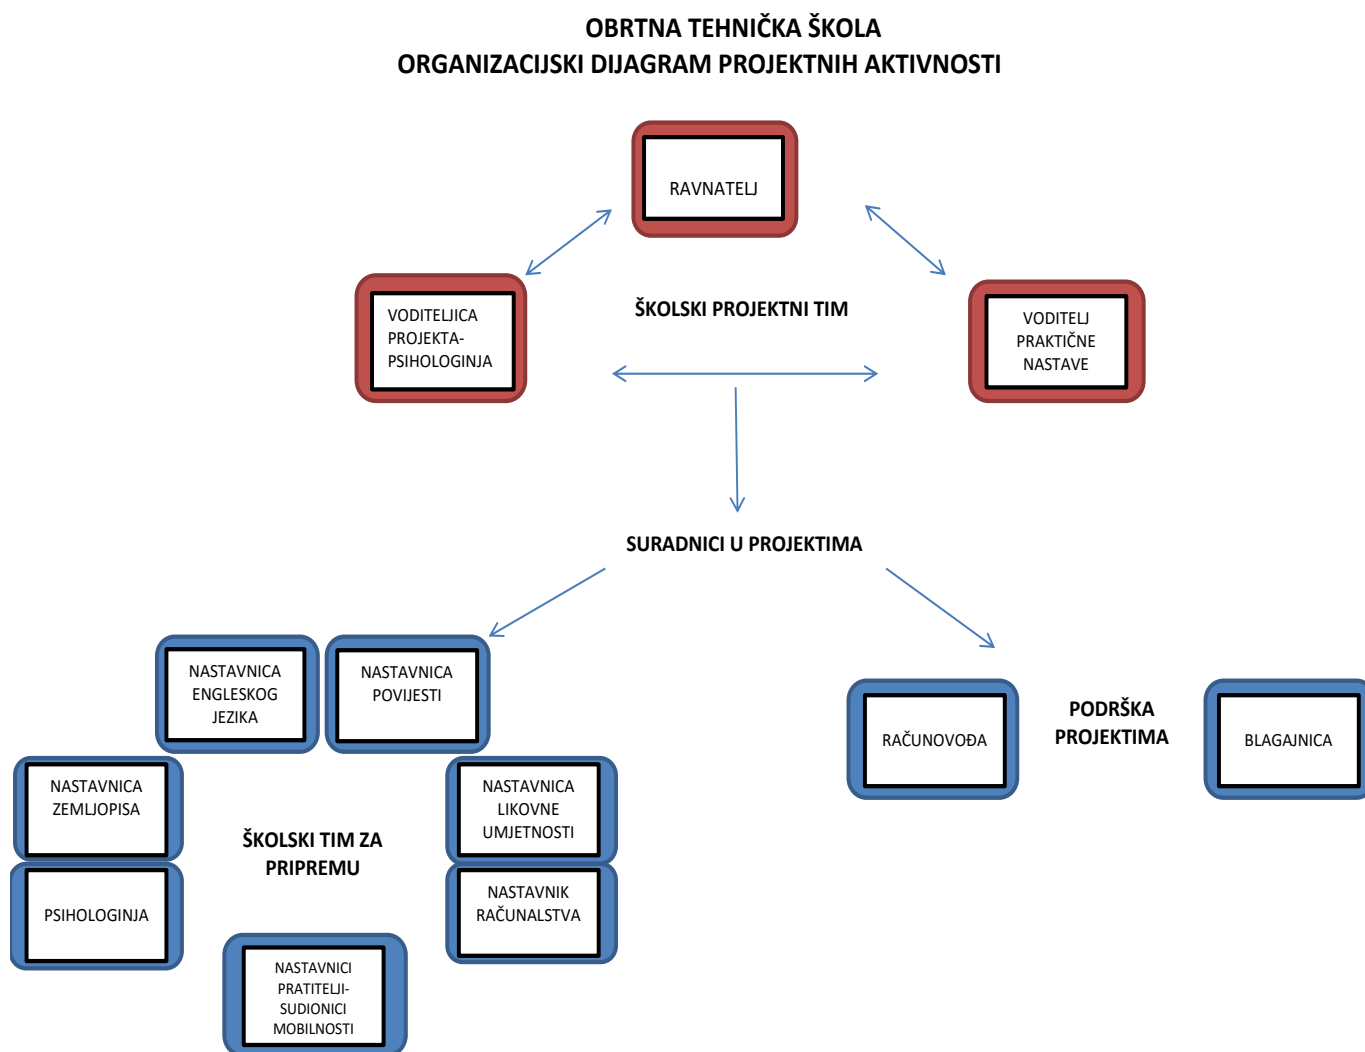 OBRTNA TEHNIČKA ŠKOLA
ORGANIZACIJSKI DIJAGRAM PROJEKTNIH AKTIVNOSTI
RAVNATELJ
VODITELJICA
PROJEKTA-
PSIHOLOGINJA
ŠKOLSKI PROJEKTNI TIM
VODITELJ
PRAKTIČNE
NASTAVE
SURADNICI U PROJEKTIMA
NASTAVNICA
ENGLESKOG
JEZIKA
NASTAVNICA
POVIJESTI
NASTAVNICA
ZEMLJOPISA
NASTAVNICA
LIKOVNE
UMJETNOSTI
ŠKOLSKI TIM ZA
PRIPREMU
PSIHOLOGINJA
NASTAVNIK
RAČUNALSTVA
NASTAVNICI
PRATITELJI-
SUDIONICI
MOBILNOSTI
RAČUNOVOĐA
PODRŠKA
PROJEKTIMA
BLAGAJNICA